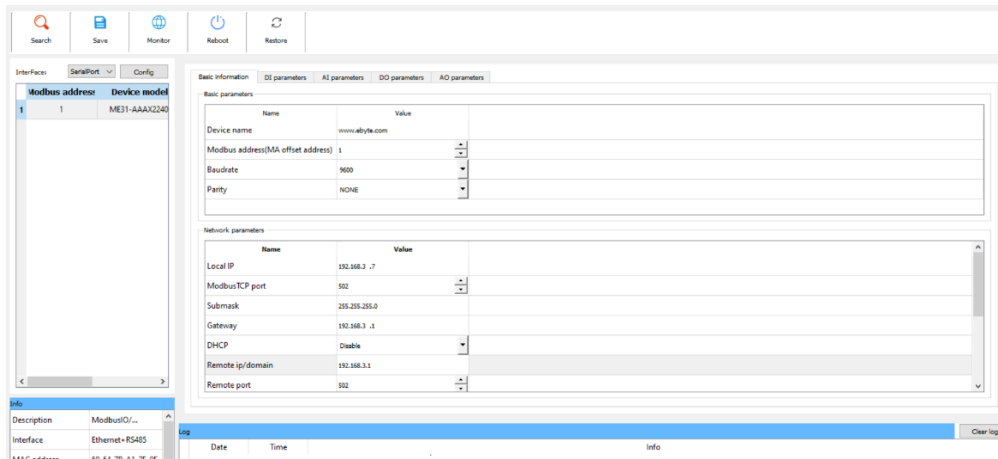 Search Save Monitor Reboot Restore
InterFace: SerialPort Config
Modbus address Device model
1 1 ME31-AAAX2240
Basic information DI parameters AI parameters DO parameters AO parameters
Basic parameters
Name Value
Device name www.ebyte.com
Modbus address(MA offset address) 1
Baudrate 9600
Parity NONE
Network parameters
Name Value
Local IP 192.168.3 .7
ModbusTCP port 502
Submask 255.255.255.0
Gateway 192.168.3 .1
DHCP Disable
Remote ip/domain 192.168.3.1
Remote port 502
Info
Description ModbusIO/...
Interface Ethernet+RS485
MAC address
Log Clear log
Date Time Info